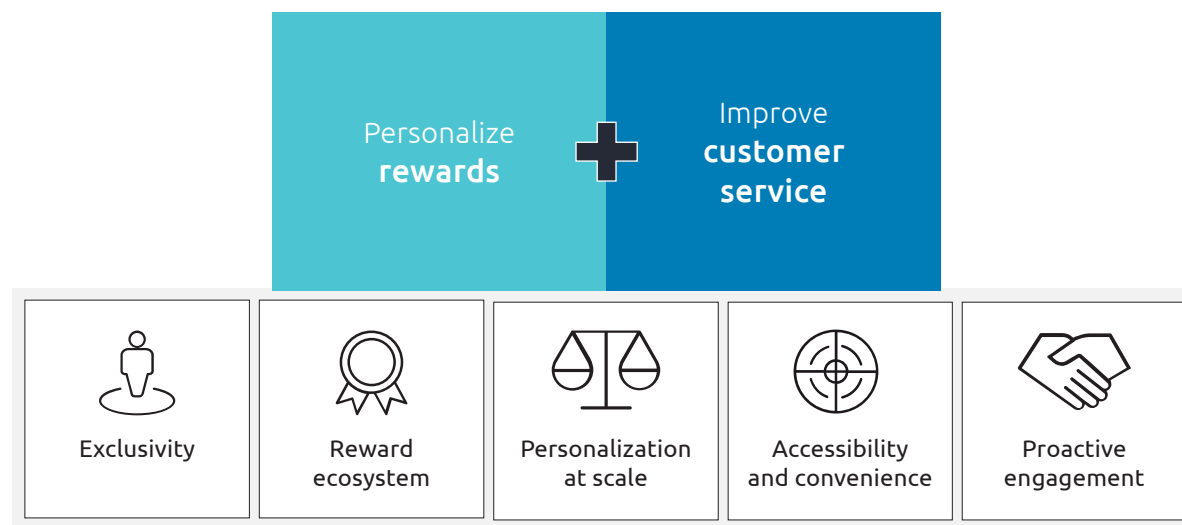 Personalize
rewards
Improve
customer
service
Exclusivity
Reward
ecosystem
Personalization
at scale
Accessibility
and convenience
Proactive
engagement